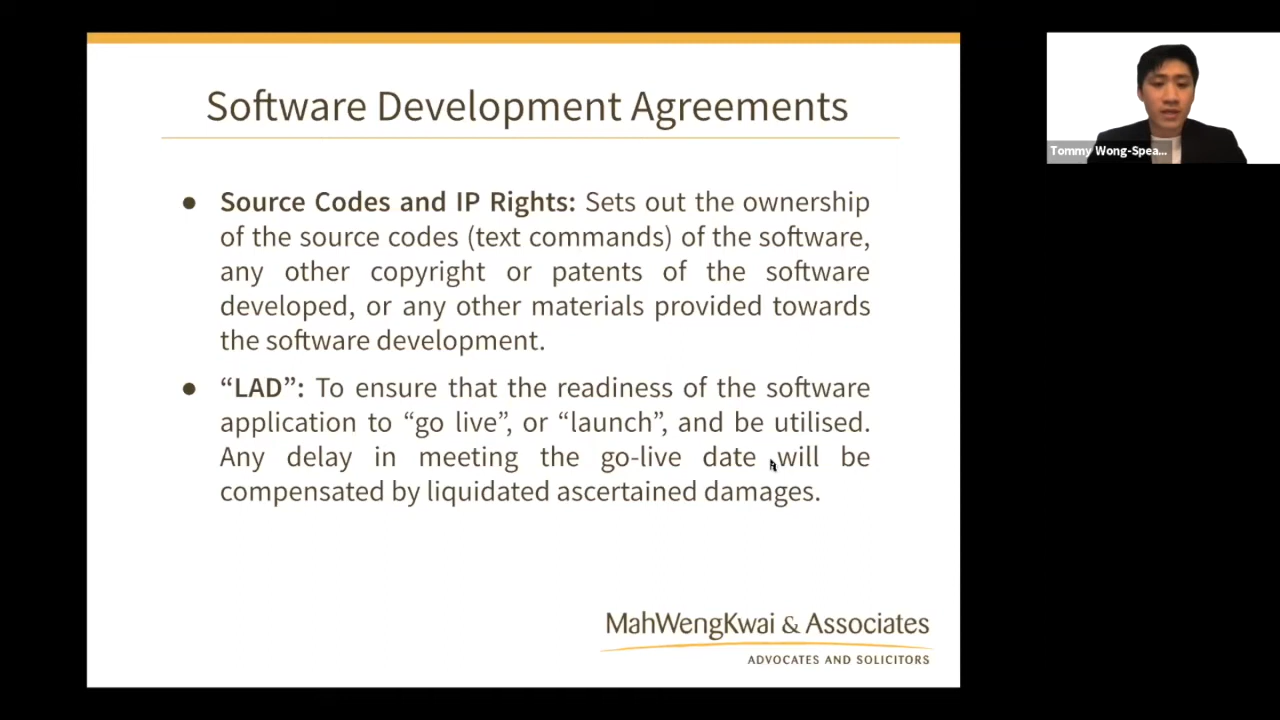 Software Development Agreements
● Source Codes and IP Rights: Sets out the ownership
of the source codes (text commands) of the software,
any other copyright or patents of the software
developed, or any other materials provided towards
the software development.
● “LAD”: To ensure that the readiness of the software
application to “go live”, or “launch”, and be utilised.
Any delay in meeting the go-live date will be
compensated by liquidated ascertained damages.
MahWengKwai & Associates
ADVOCATES AND SOLICITORS
Tommy Wong-Spea...